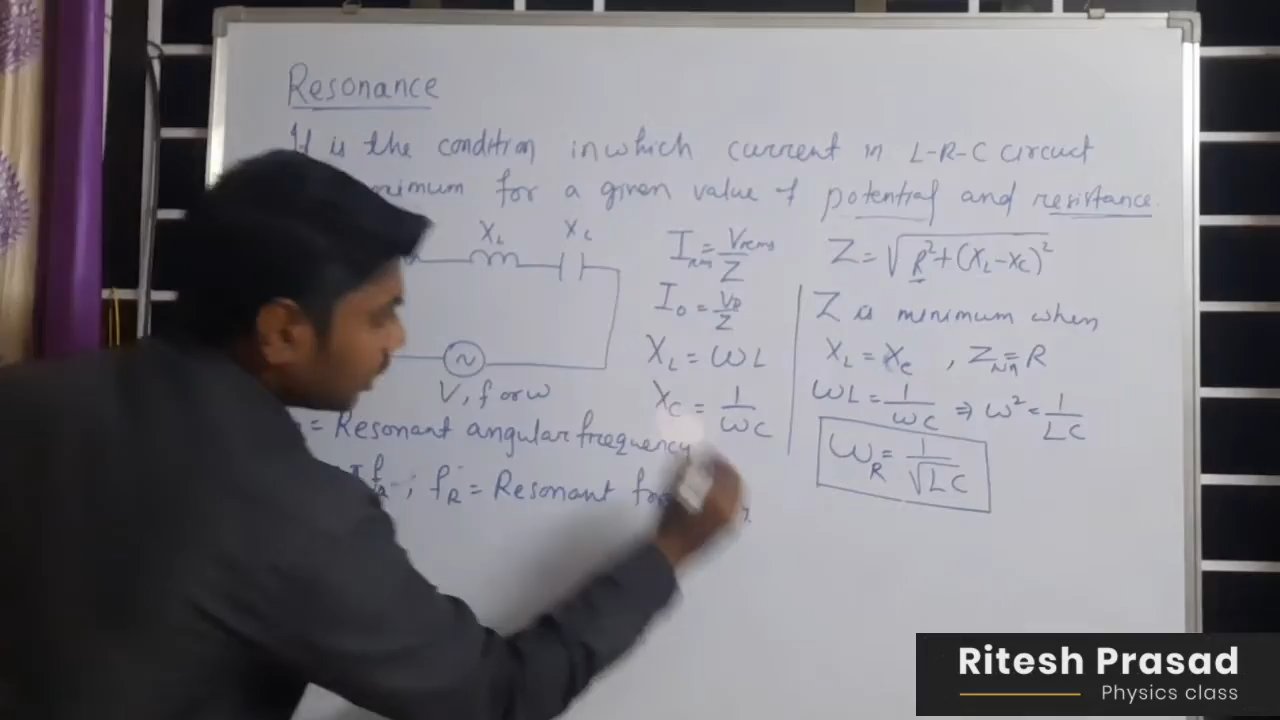 Resonance
It is the condition in which current in L-R-C circuit
for a given value of potential and resistance.
X_L X_C
V, f or ω
I_rms = V_rms/Z
I_0 = V_0/Z
X_L = ωL
X_C = 1/ωC
Z = √(R² + (X_L-X_C)²)
Z is minimum when
X_L = X_C , Z = R
ωL = 1/ωC ⇒ ω² = 1/LC
ω_R = 1/√LC
= Resonant angular frequency
; f_R = Resonant
Ritesh Prasad
Physics class